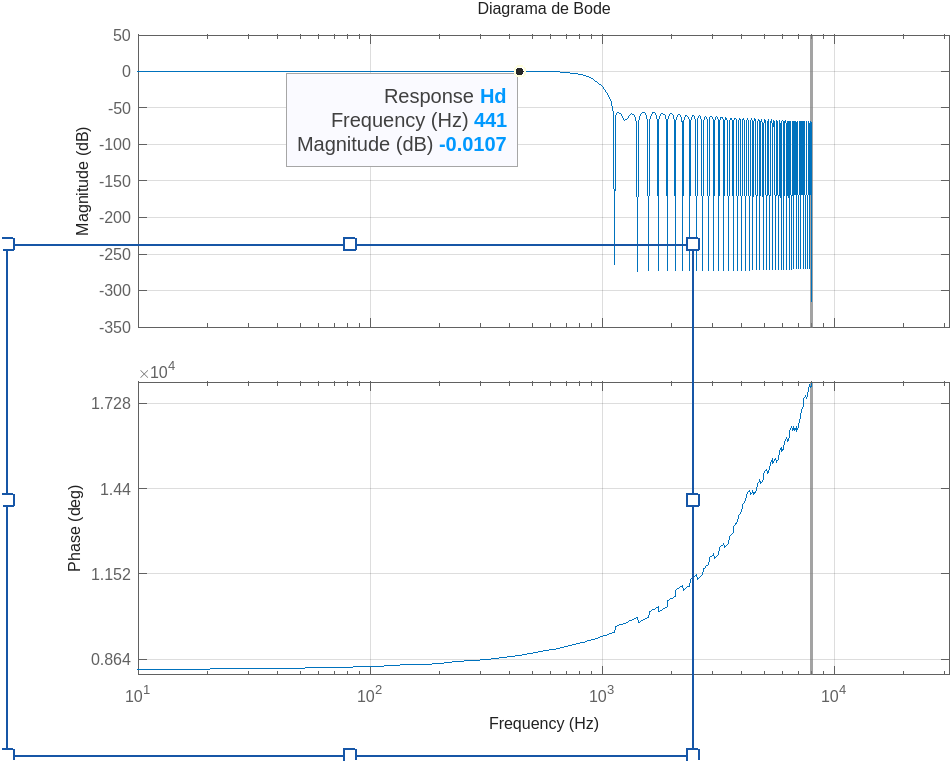 Diagrama de Bode
50
0
-50
-100
-150
-200
-250
-300
-350
Magnitude (dB)
Response Hd
Frequency (Hz) 441
Magnitude (dB) -0.0107
×10^4
1.728
1.44
1.152
0.864
Phase (deg)
10^1 10^2 10^3 10^4
Frequency (Hz)